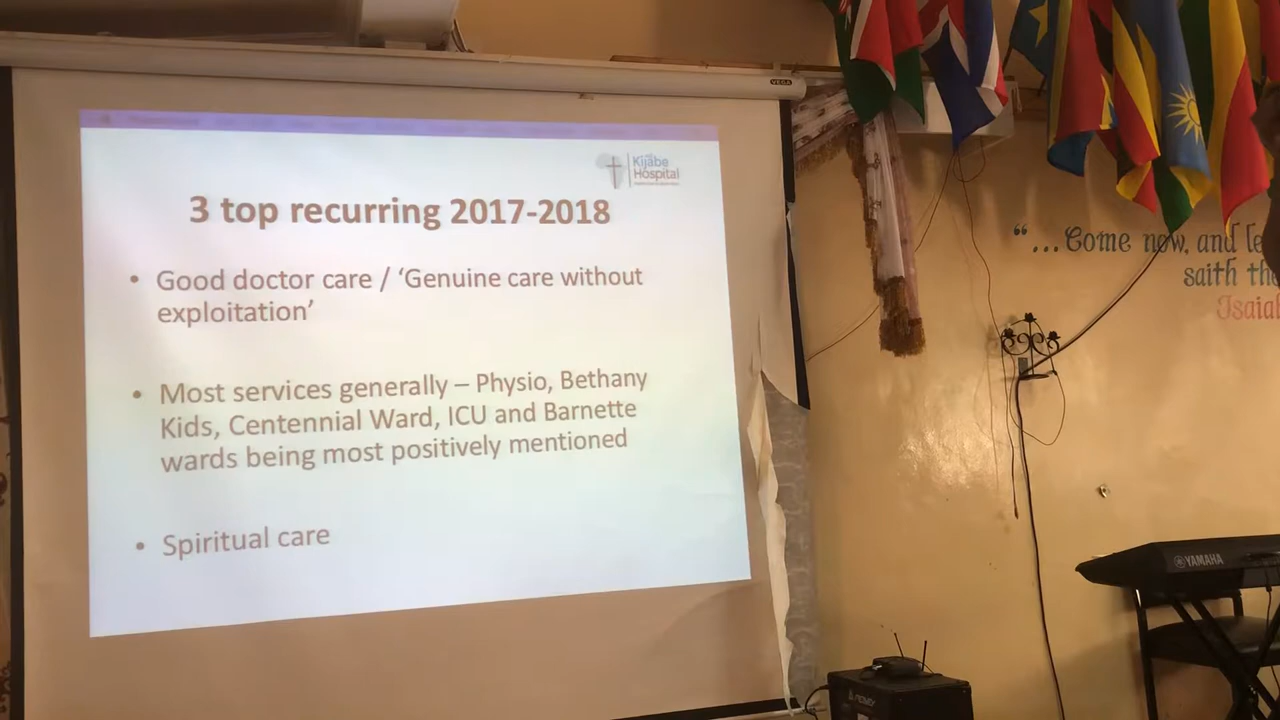 VEGA
Kijabe
Hospital
3 top recurring 2017-2018
• Good doctor care / ‘Genuine care without
exploitation’
• Most services generally – Physio, Bethany
Kids, Centennial Ward, ICU and Barnette
wards being most positively mentioned
• Spiritual care
“...Come now, and le
saith th
Isaia
YAMAHA